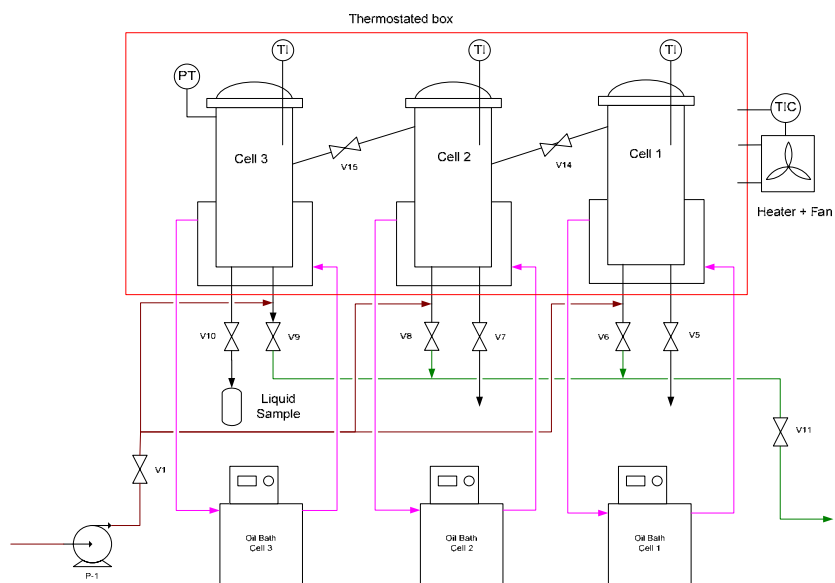 Thermostated box
TI
TI
TI
PT
TIC
Cell 3
Cell 2
Cell 1
V15
V14
Heater + Fan
V10
V9
V8
V7
V6
V5
Liquid
Sample
V11
V1
Oil Bath
Cell 3
Oil Bath
Cell 2
Oil Bath
Cell 1
P-1